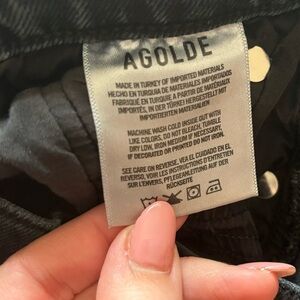 AGOLDE
MADE IN TURKEY OF IMPORTED MATERIALS
HECHO EN TURQUIA DE MATERIALES IMPORTADOS
FABRIQUÉ EN TURQUIE A PARTIR DE MATÉRIAUX
IMPORTÉS, IN DER TÜRKEI HERGESTELLT MIT
IMPORTIERTEN MATERIALIEN
MACHINE WASH COLD INSIDE OUT WITH
LIKE COLORS, DO NOT BLEACH, TUMBLE
DRY LOW, IRON MEDIUM IF NECESSARY,
IF DECORATED OR PRINTED DO NOT IRON.
SEE CARE ON REVERSE, VEA EL CUIDADO EN EL
REVERSO, VOIR LES INSTRUCTIONS D'ENTRETIEN
SUR L'ENVERS, PFLEGEANLEITUNG AUF DER
RÜCKSEITE